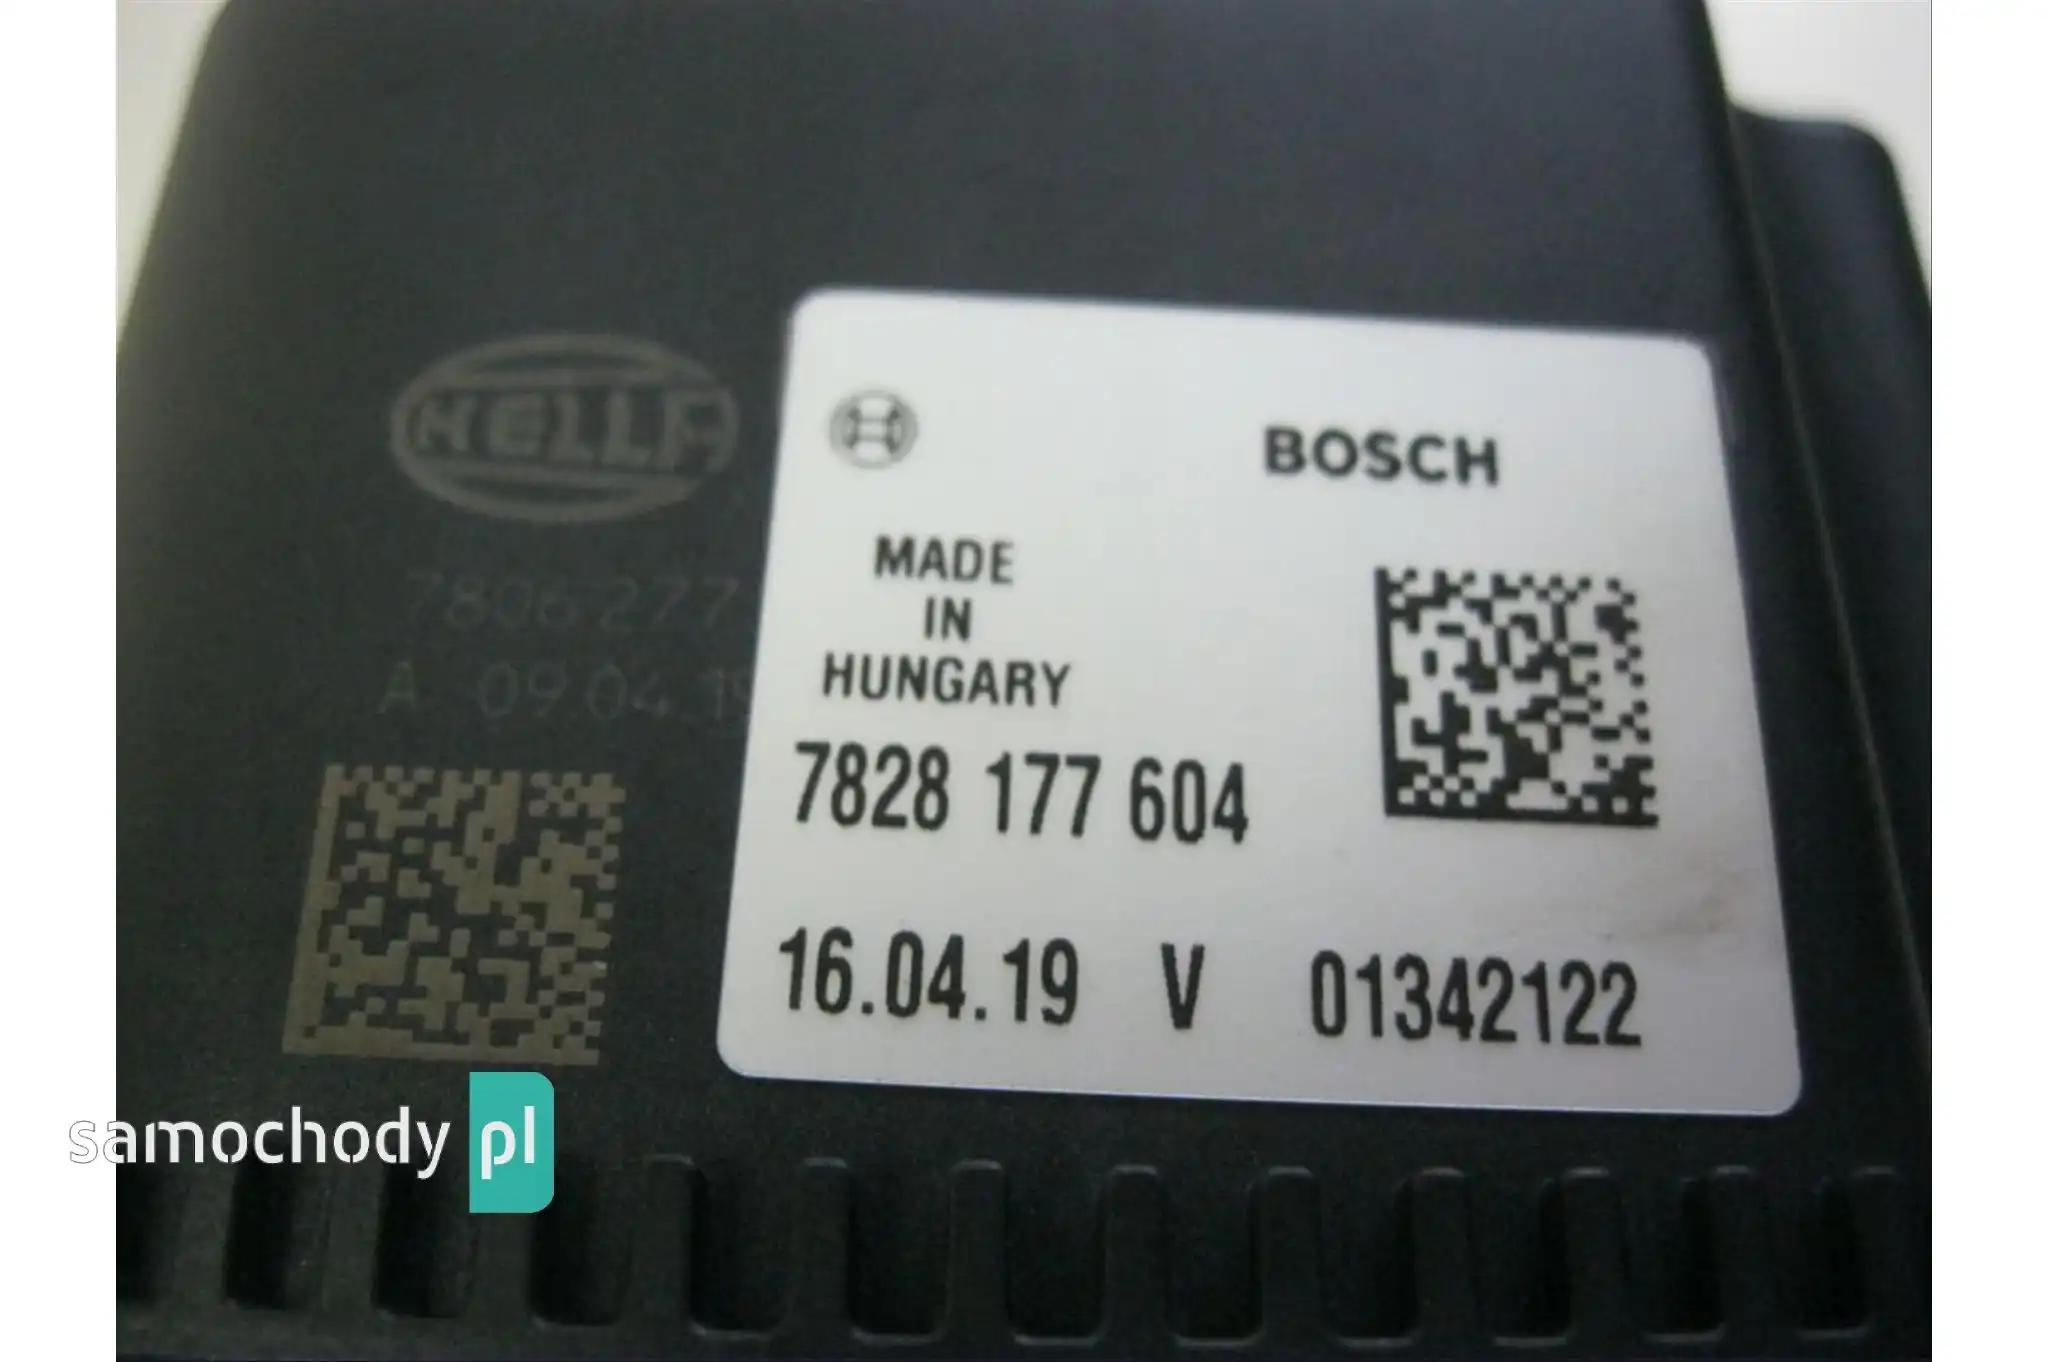 HELLA
7806277
A 09.04.19
BOSCH
MADE
IN
HUNGARY
7828 177 604
16.04.19 V 01342122
samochody pl